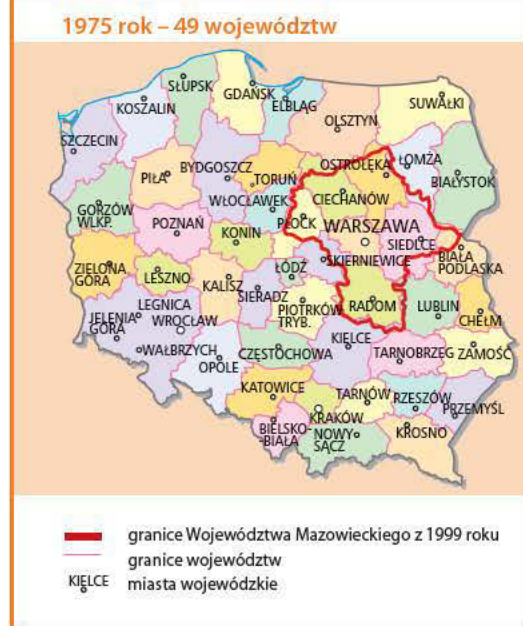 1975 rok – 49 województw
SŁUPSK
GDAŃSK
KOSZALIN
ELBLĄG
SUWAŁKI
OLSZTYN
SZCZECIN
OSTROŁĘKA
ŁOMŻA
PIŁA
BYDGOSZCZ
TORUŃ
BIAŁYSTOK
CIECHANÓW
WŁOCŁAWEK
GORZÓW
WLKP.
POZNAŃ
PŁOCK
WARSZAWA
KONIN
SIEDLCE
BIAŁA
PODLASKA
SKIERNIEWICE
ZIELONA
GÓRA
LESZNO
ŁÓDŹ
KALISZ
SIERADZ
RADOM
LUBLIN
LEGNICA
PIOTRKÓW
TRYB.
JELENIA
GÓRA
WROCŁAW
CHEŁM
KIELCE
WAŁBRZYCH
CZĘSTOCHOWA
TARNOBRZEG
ZAMOŚĆ
OPOLE
KATOWICE
TARNÓW
RZESZÓW
KRAKÓW
PRZEMYŚL
BIELSKO-
-BIAŁA
NOWY
SĄCZ
KROSNO
granice Województwa Mazowieckiego z 1999 roku
granice województw
KIELCE
miasta wojewódzkie